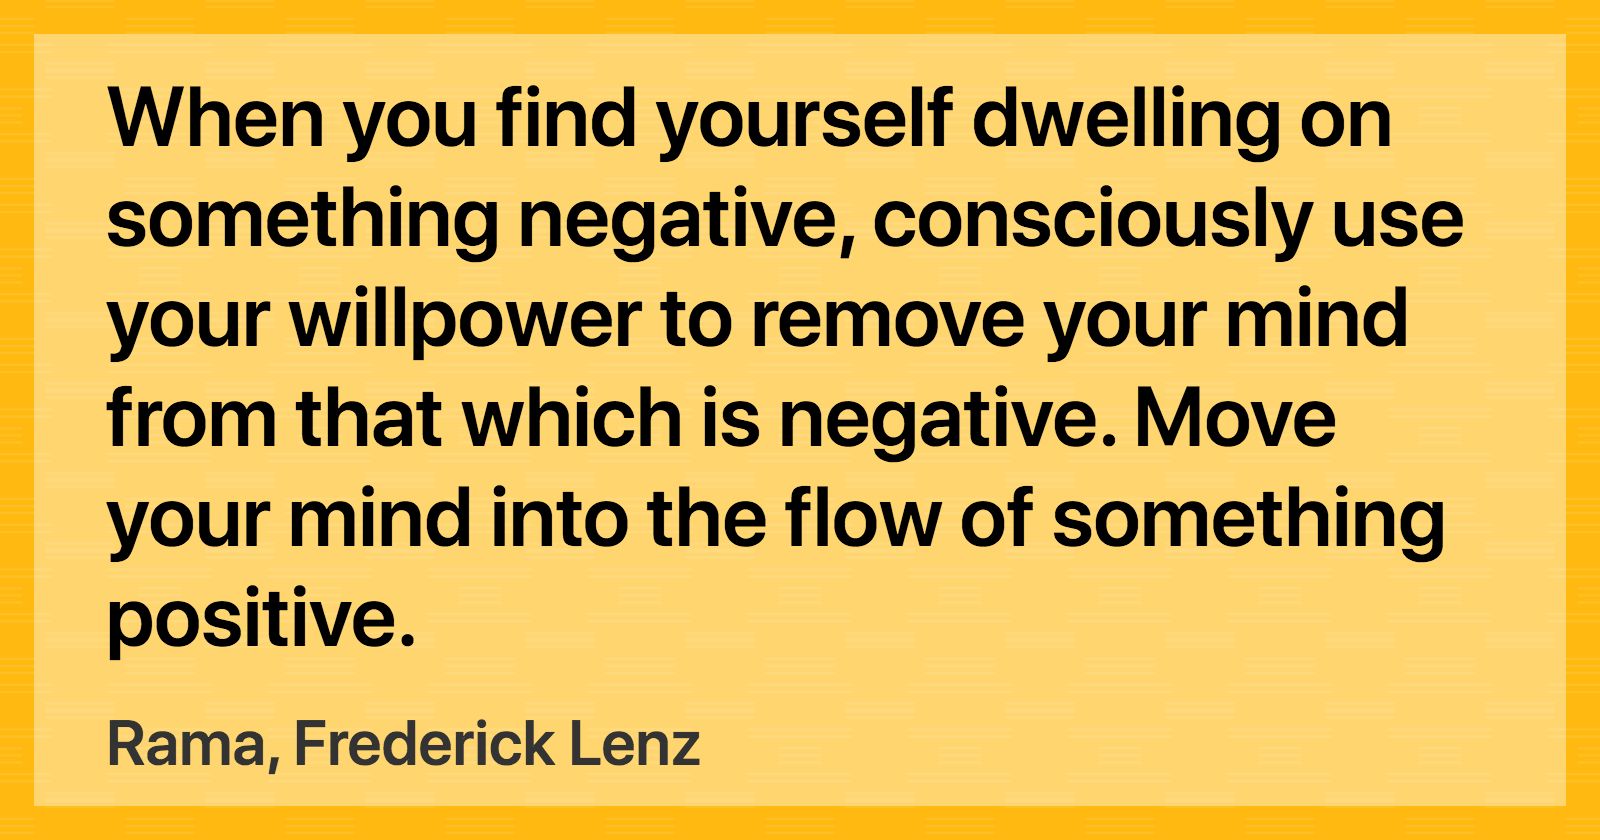 When you find yourself dwelling on
something negative, consciously use
your willpower to remove your mind
from that which is negative. Move
your mind into the flow of something
positive.
Rama, Frederick Lenz